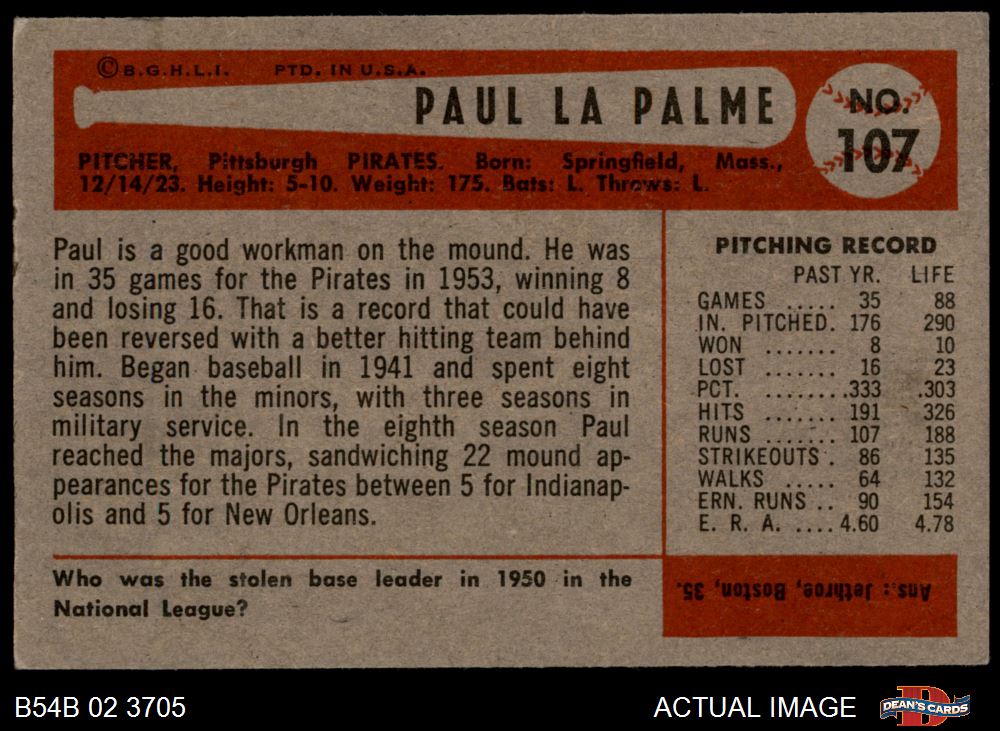 ©B.G.H.L.I. PTD. IN U.S.A.
PAUL LA PALME
NO.
107
PITCHER, Pittsburgh PIRATES. Born: Springfield, Mass.,
12/14/23. Height: 5-10. Weight: 175. Bats: L. Throws: L.
Paul is a good workman on the mound. He was
in 35 games for the Pirates in 1953, winning 8
and losing 16. That is a record that could have
been reversed with a better hitting team behind
him. Began baseball in 1941 and spent eight
seasons in the minors, with three seasons in
military service. In the eighth season Paul
reached the majors, sandwiching 22 mound ap-
pearances for the Pirates between 5 for Indianap-
olis and 5 for New Orleans.
PITCHING RECORD
PAST YR. LIFE
GAMES ..... 35 88
IN. PITCHED. 176 290
WON ....... 8 10
LOST ....... 16 23
PCT. ........333 .303
HITS ....... 191 326
RUNS ....... 107 188
STRIKEOUTS . 86 135
WALKS ...... 64 132
ERN. RUNS .. 90 154
E. R. A. .... 4.60 4.78
Who was the stolen base leader in 1950 in the
National League?
Ans.: Jethroe, Boston, 35.
B54B 02 3705
ACTUAL IMAGE
D
DEAN'S CARDS